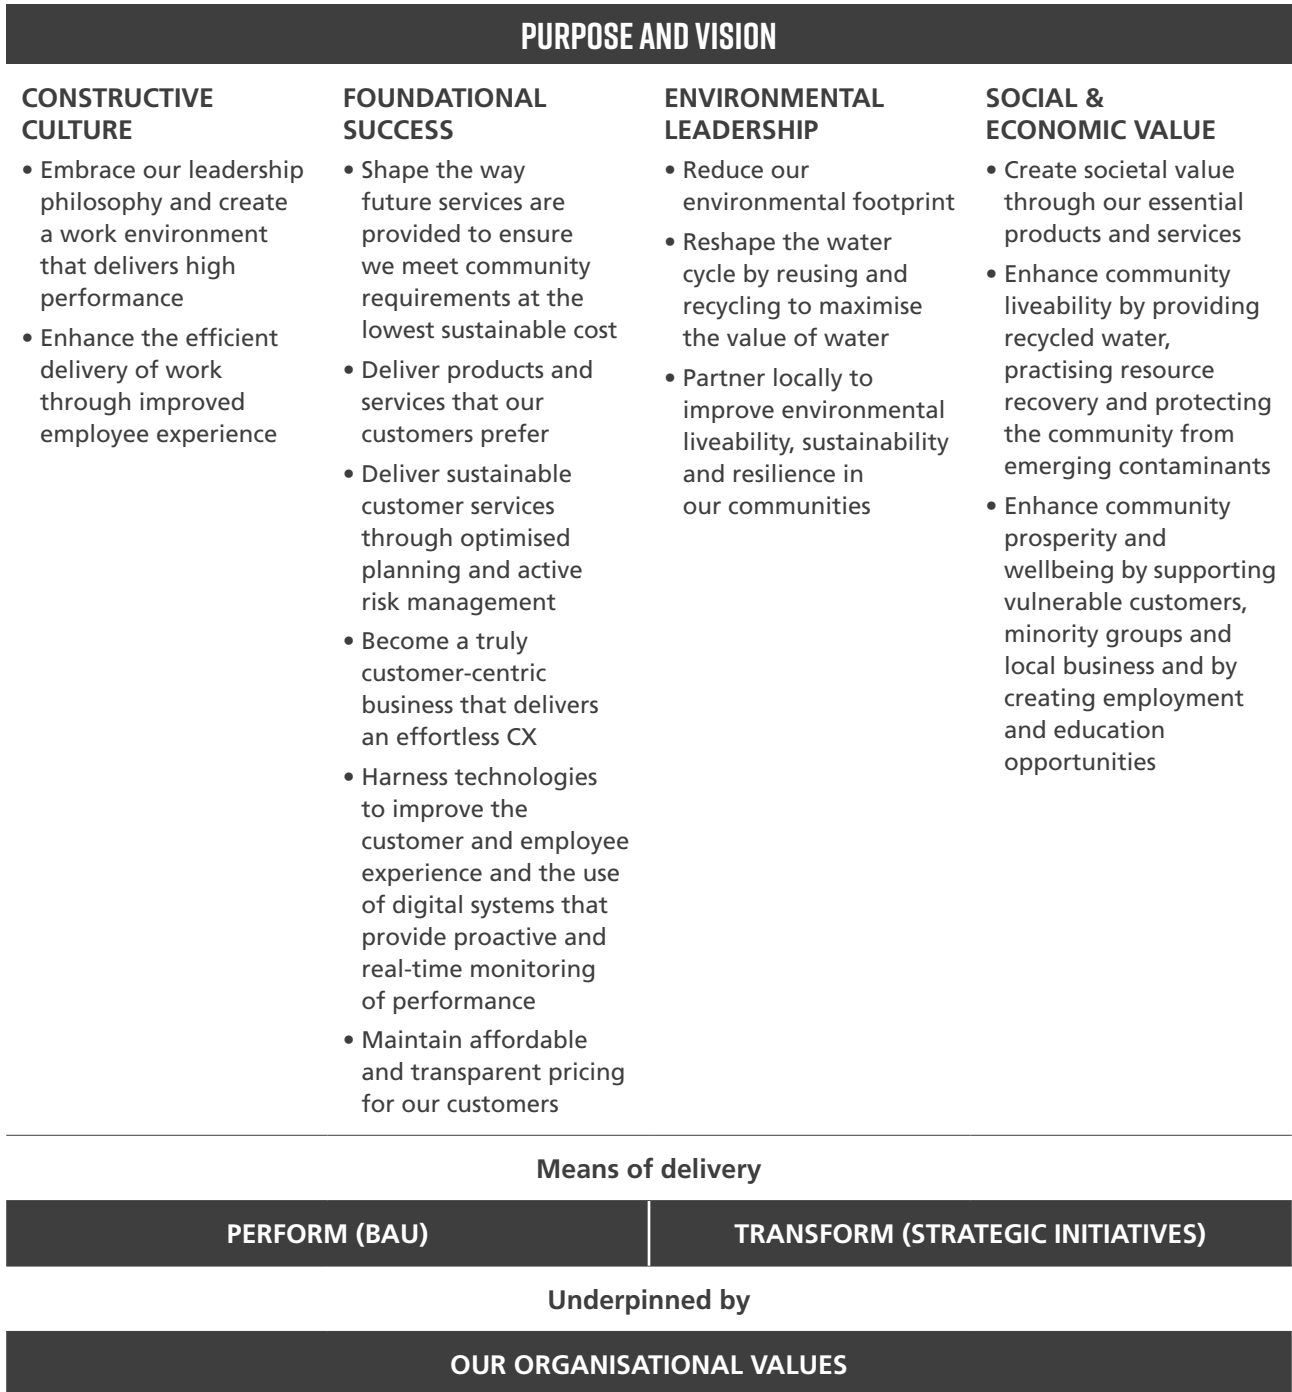 PURPOSE AND VISION
CONSTRUCTIVE
CULTURE
• Embrace our leadership
philosophy and create
a work environment
that delivers high
performance
• Enhance the efficient
delivery of work
through improved
employee experience
FOUNDATIONAL
SUCCESS
• Shape the way
future services are
provided to ensure
we meet community
requirements at the
lowest sustainable cost
• Deliver products and
services that our
customers prefer
• Deliver sustainable
customer services
through optimised
planning and active
risk management
• Become a truly
customer-centric
business that delivers
an effortless CX
• Harness technologies
to improve the
customer and employee
experience and the use
of digital systems that
provide proactive and
real-time monitoring
of performance
• Maintain affordable
and transparent pricing
for our customers
ENVIRONMENTAL
LEADERSHIP
• Reduce our
environmental footprint
• Reshape the water
cycle by reusing and
recycling to maximise
the value of water
• Partner locally to
improve environmental
liveability, sustainability
and resilience in
our communities
SOCIAL &
ECONOMIC VALUE
• Create societal value
through our essential
products and services
• Enhance community
liveability by providing
recycled water,
practising resource
recovery and protecting
the community from
emerging contaminants
• Enhance community
prosperity and
wellbeing by supporting
vulnerable customers,
minority groups and
local business and by
creating employment
and education
opportunities
Means of delivery
PERFORM (BAU)
TRANSFORM (STRATEGIC INITIATIVES)
Underpinned by
OUR ORGANISATIONAL VALUES